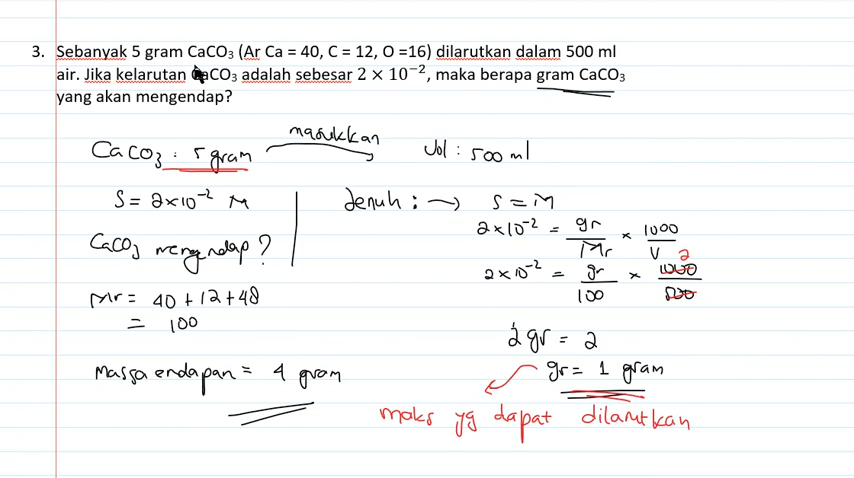 3. Sebanyak 5 gram CaCO₃ (Ar Ca = 40, C = 12, O =16) dilarutkan dalam 500 ml
air. Jika kelarutan CaCO₃ adalah sebesar 2 × 10⁻², maka berapa gram CaCO₃
yang akan mengendap?
CaCO₃ : 5 gram
masukkan
Vol : 500 ml
S = 2×10⁻² M
CaCO₃ mengendap?
Mr = 40 + 12 + 48
= 100
Massa endapan = 4 gram
Jenuh : → S = M
2×10⁻² = gr/Mr × 1000/V
2×10⁻² = gr/100 × 1000/500 2
2 gr = 2
gr = 1 gram
maks yg dapat dilarutkan